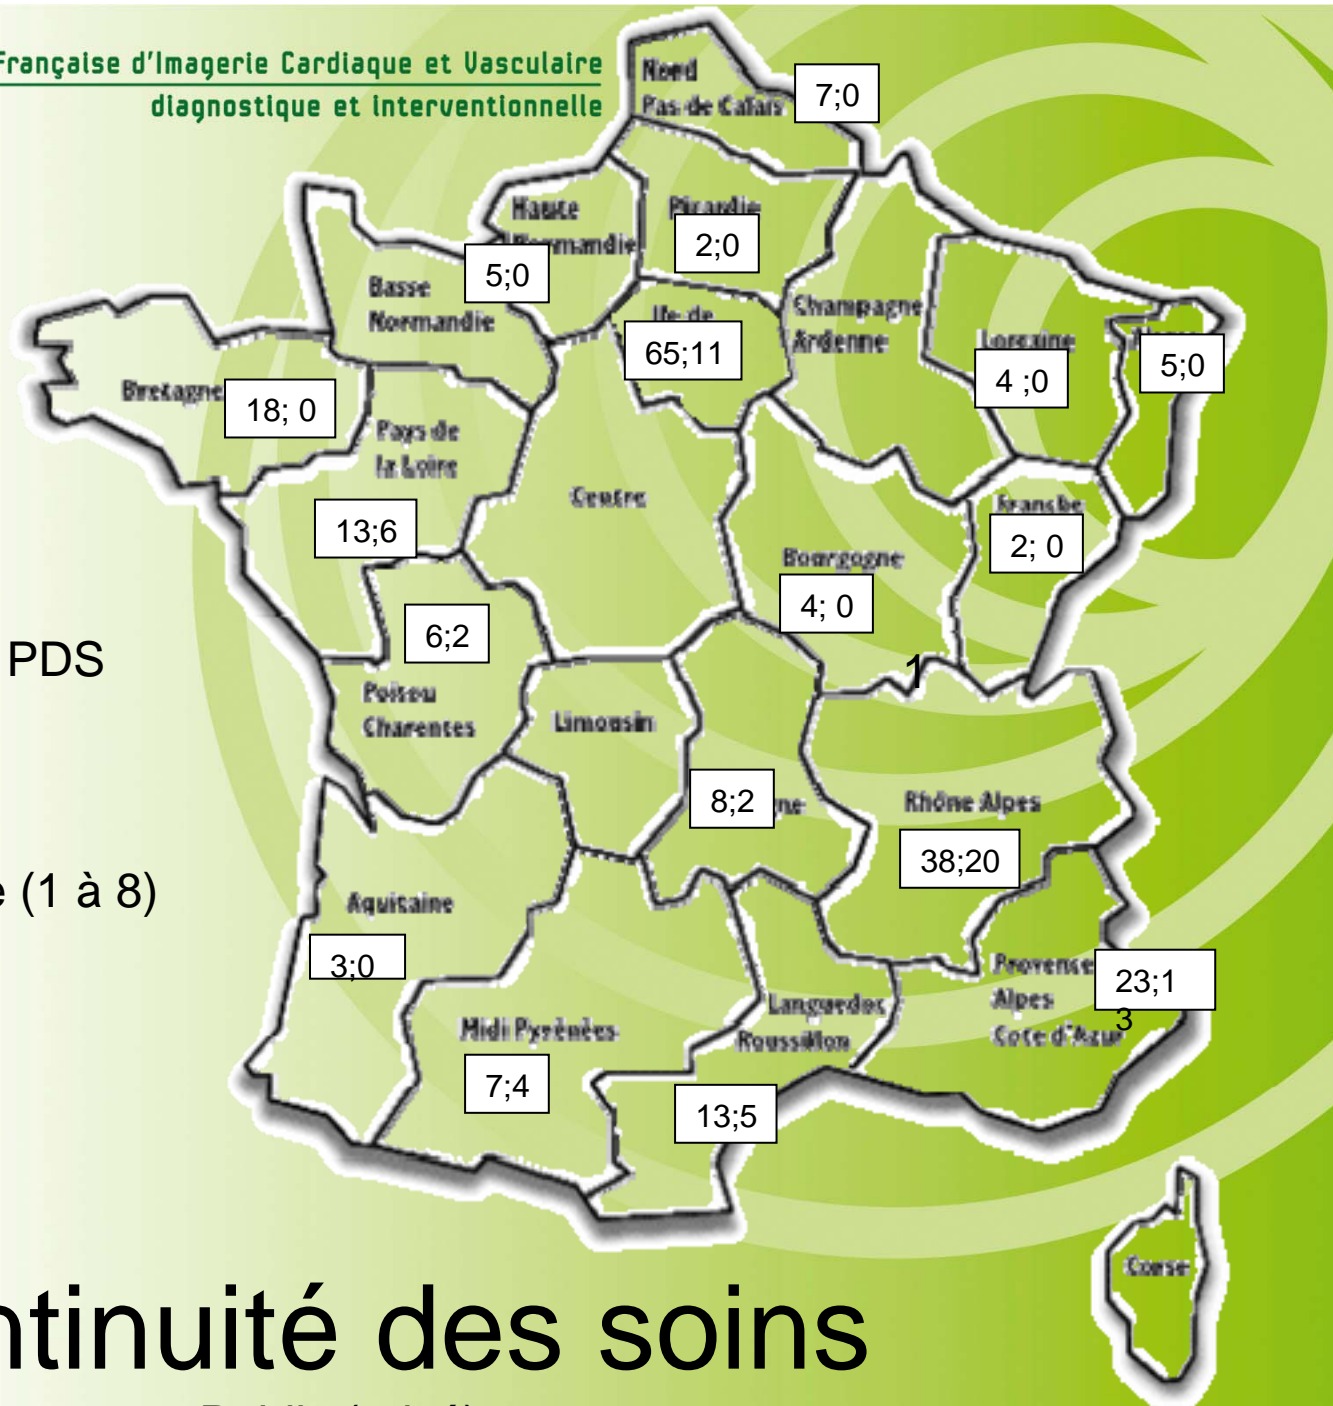 Française d'Imagerie Cardiaque et Vasculaire
diagnostique et interventionnelle
Nord
Pas de Calais
7;0
Haute
Normandie
Picardie
2;0
5;0
Basse
Normandie
Ile de
65;11
Champagne
Ardenne
Lorraine
4 ;0
5;0
Bretagne
18; 0
Pays de
la Loire
13;6
Centre
Franche
2; 0
Bourgogne
4; 0
1
PDS
6;2
Poitou
Charentes
Limousin
8;2
Rhône Alpes
38;20
(1 à 8)
Aquitaine
3;0
Provence
Alpes
Cote d'Azur
23;1
3
Languedoc
Roussillon
Midi Pyrénées
7;4
13;5
Corse
ntinuité des soins